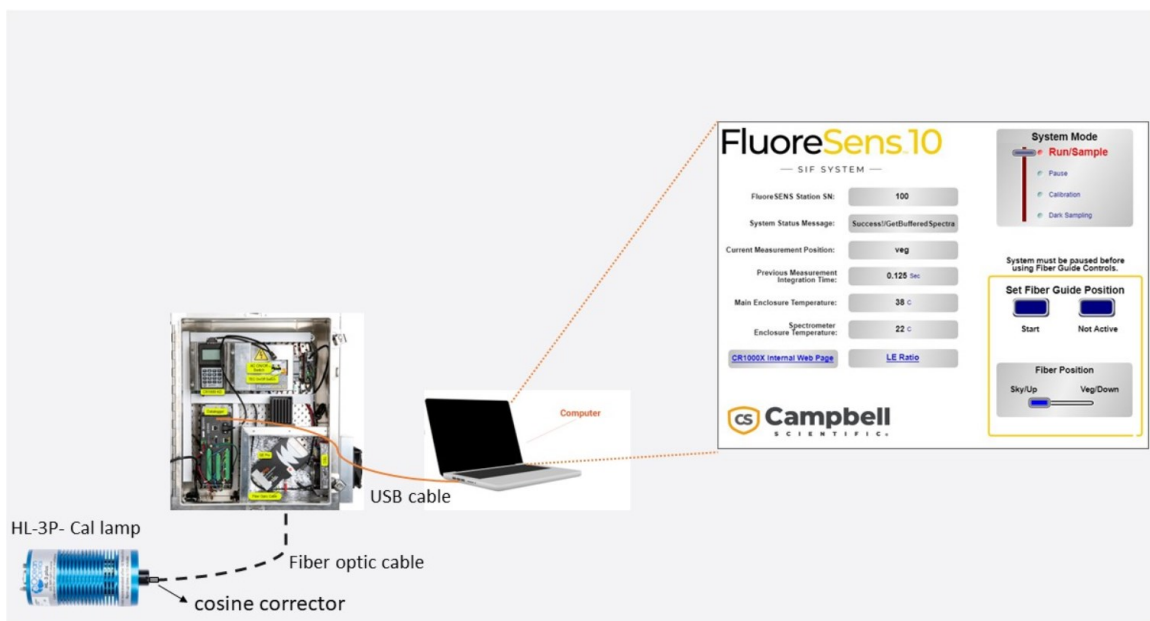 FluoreSens.10
— SIF SYSTEM —
FluoreSENS Station SN:
100
System Status Message:
Success!/GetBufferedSpectra
Current Measurement Position:
veg
Previous Measurement
Integration Time:
0.125 Sec
Main Enclosure Temperature:
38 C
Spectrometer
Enclosure Temperature:
22 C
CR1000X Internal Web Page
LE Ratio
CS Campbell
SCIENTIFIC®
System Mode
Run/Sample
Pause
Calibration
Dark Sampling
System must be paused before
using Fiber Guide Controls.
Set Fiber Guide Position
Start
Not Active
Fiber Position
Sky/Up
Veg/Down
Computer
USB cable
HL-3P- Cal lamp
Fiber optic cable
cosine corrector